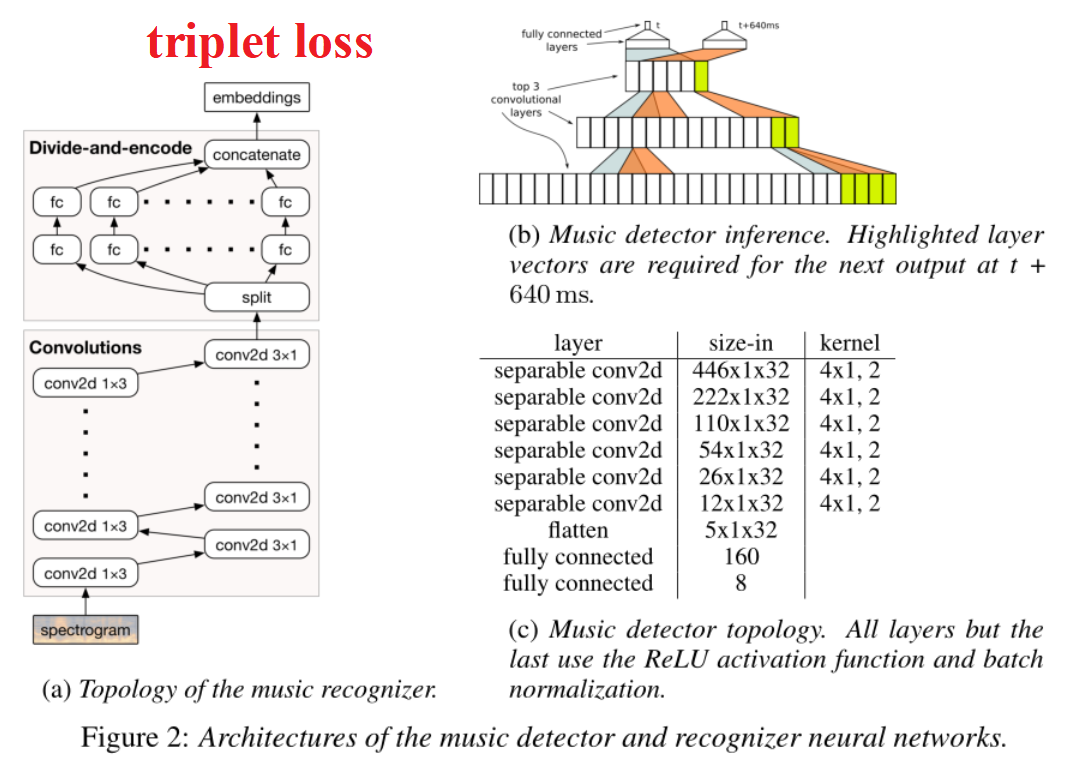 triplet loss
embeddings
Divide-and-encode
concatenate
fc fc fc
fc fc fc
split
Convolutions
conv2d 3×1
conv2d 1×3
conv2d 3×1
conv2d 1×3
conv2d 3×1
conv2d 1×3
spectrogram
(a) Topology of the music recognizer.
t
t+640ms
fully connected
layers
top 3
convolutional
layers
(b) Music detector inference. Highlighted layer
vectors are required for the next output at t +
640 ms.
layer size-in kernel
separable conv2d 446x1x32 4x1, 2
separable conv2d 222x1x32 4x1, 2
separable conv2d 110x1x32 4x1, 2
separable conv2d 54x1x32 4x1, 2
separable conv2d 26x1x32 4x1, 2
separable conv2d 12x1x32 4x1, 2
flatten 5x1x32
fully connected 160
fully connected 8
(c) Music detector topology. All layers but the
last use the ReLU activation function and batch
normalization.
Figure 2: Architectures of the music detector and recognizer neural networks.